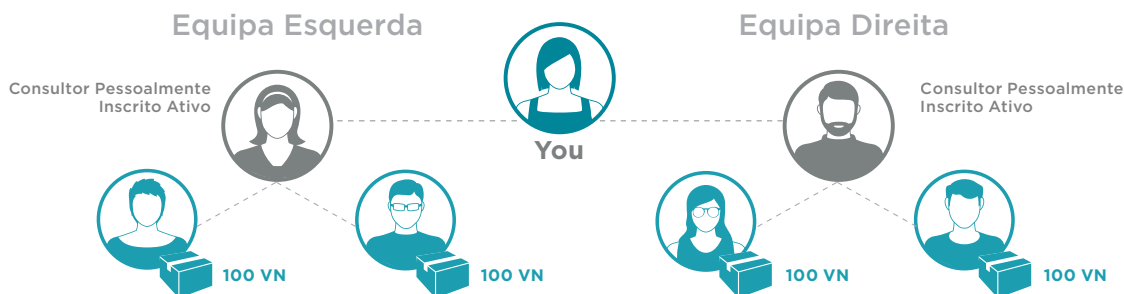 Equipa Esquerda
Equipa Direita
Consultor Pessoalmente
Inscrito Ativo
Consultor Pessoalmente
Inscrito Ativo
You
100 VN
100 VN
100 VN
100 VN